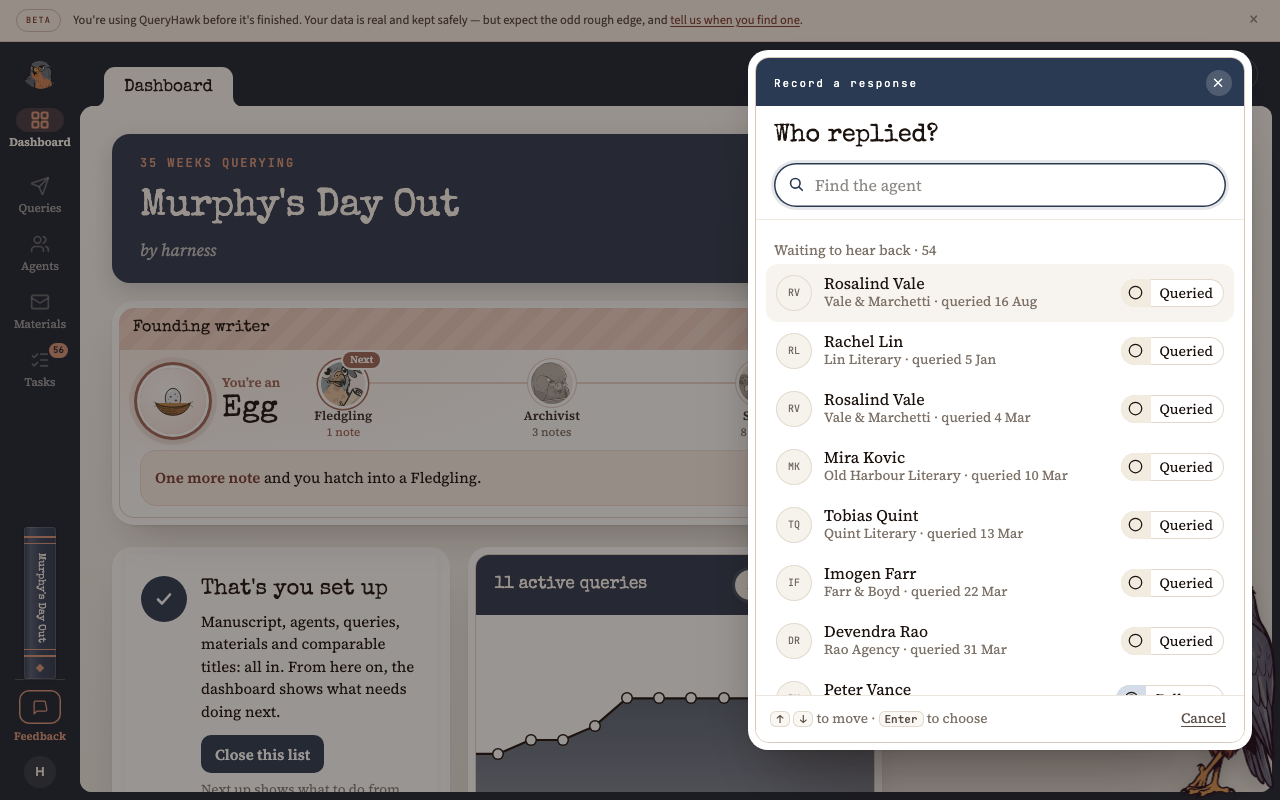 BETA
You're using QueryHawk before it's finished. Your data is real and kept safely — but expect the odd rough edge, and tell us when you find one.
×
Dashboard
Dashboard
Queries
Agents
Materials
56
Tasks
Murphy's Day Out
Feedback
H
35 WEEKS QUERYING
Murphy's Day Out
by harness
Founding writer
You're an
Egg
Next
Fledgling
1 note
Archivist
3 notes
S
8
One more note and you hatch into a Fledgling.
That's you set up
Manuscript, agents, queries,
materials and comparable
titles: all in. From here on, the
dashboard shows what needs
doing next.
Close this list
Next up shows what to do from
11 active queries
Record a response
Who replied?
Find the agent
Waiting to hear back · 54
RV
Rosalind Vale
Vale & Marchetti · queried 16 Aug
Queried
RL
Rachel Lin
Lin Literary · queried 5 Jan
Queried
RV
Rosalind Vale
Vale & Marchetti · queried 4 Mar
Queried
MK
Mira Kovic
Old Harbour Literary · queried 10 Mar
Queried
TQ
Tobias Quint
Quint Literary · queried 13 Mar
Queried
IF
Imogen Farr
Farr & Boyd · queried 22 Mar
Queried
DR
Devendra Rao
Rao Agency · queried 31 Mar
Queried
Peter Vance
↑ ↓ to move · Enter to choose
Cancel